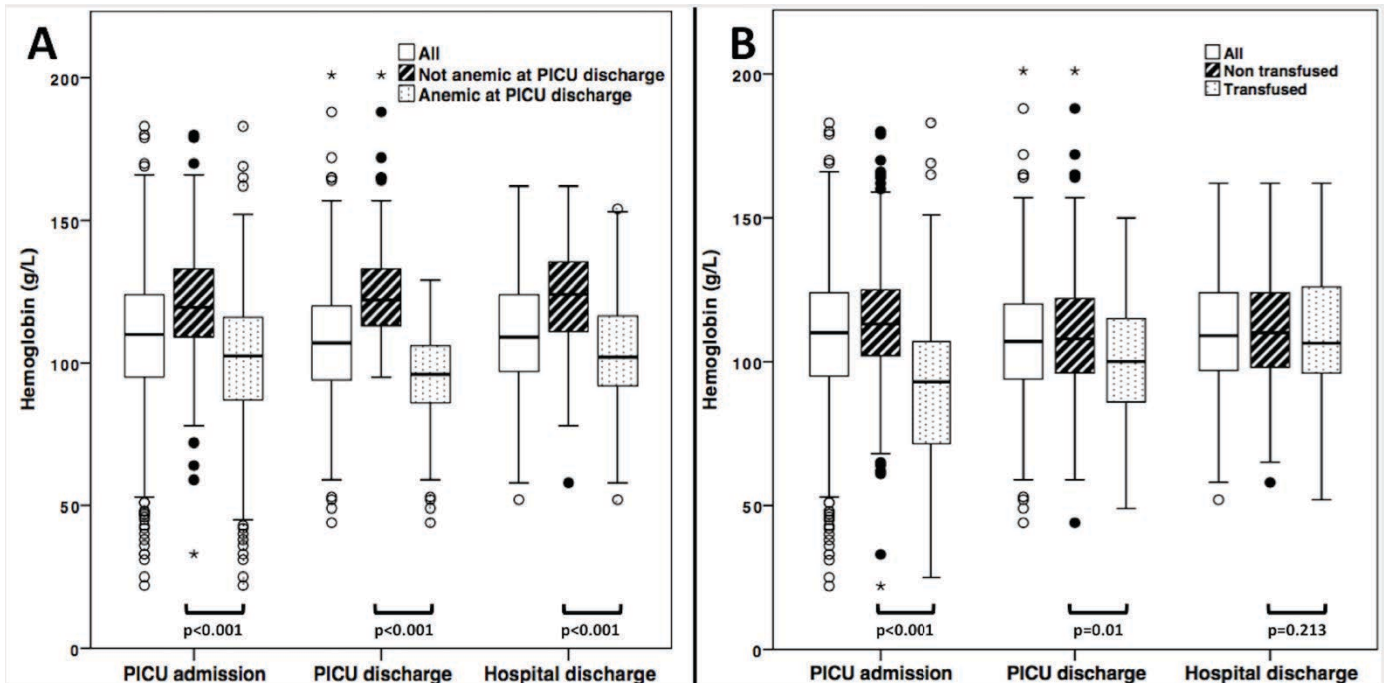 A
All
Not anemic at PICU discharge
Anemic at PICU discharge
200
150
100
50
0
Hemoglobin (g/L)
p<0.001
p<0.001
p<0.001
PICU admission
PICU discharge
Hospital discharge
B
All
Non transfused
Transfused
200
150
100
50
0
Hemoglobin (g/L)
p<0.001
p=0.01
p=0.213
PICU admission
PICU discharge
Hospital discharge